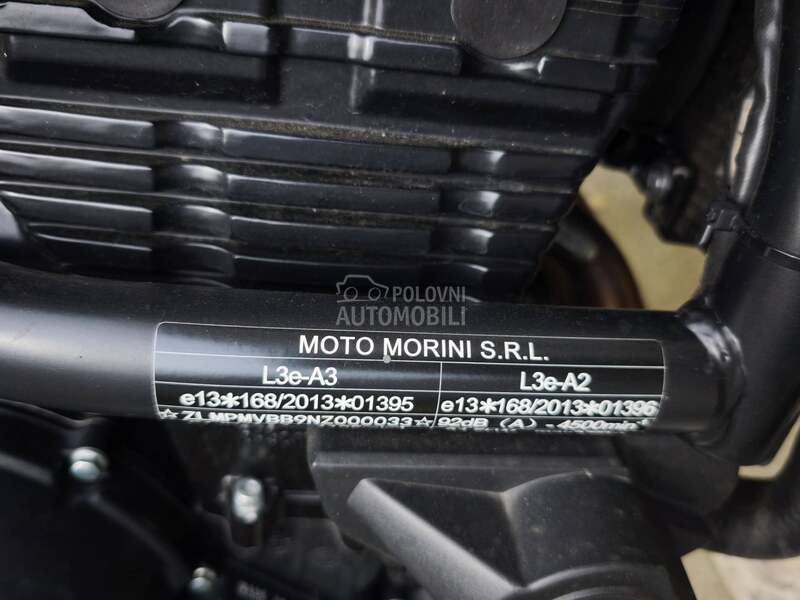 POLOVNI
AUTOMOBILI
MOTO MORINI S.R.L.
L3e-A3 L3e-A2
e13*168/2013*01395 e13*168/2013*01396
☆ZLMPMVBB9NZ000033☆ 92dB (A) - 4500min